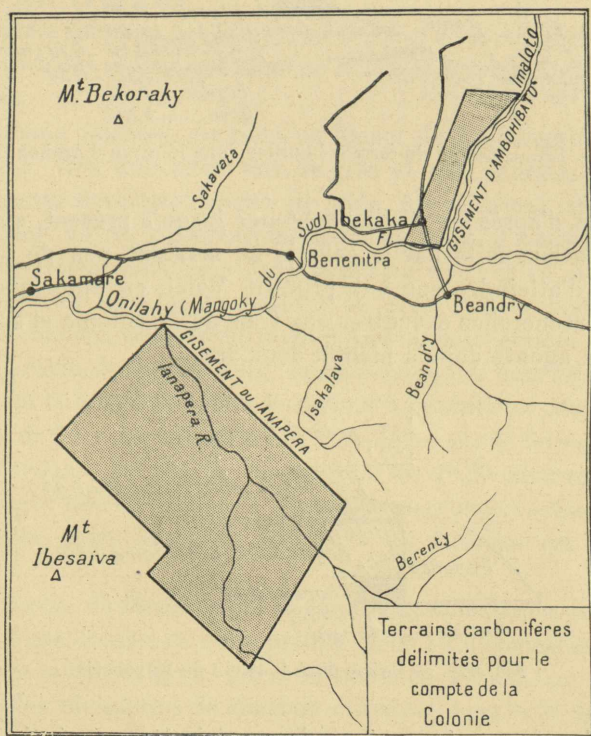 Mt Bekoraky
Sakavata
Imaloto
GISEMENT D'AMBOHIBATO
Ibekaka
Onilahy (Mangoky du Sud) Fl.
Benenitra
Sakamare
Beandry
Beandry
Isakalava
GISEMENT DU IANAPERA
Ianapera R.
Mt
Ibesaiva
Berenty
Terrains carbonifères
délimités pour le
compte de la
Colonie